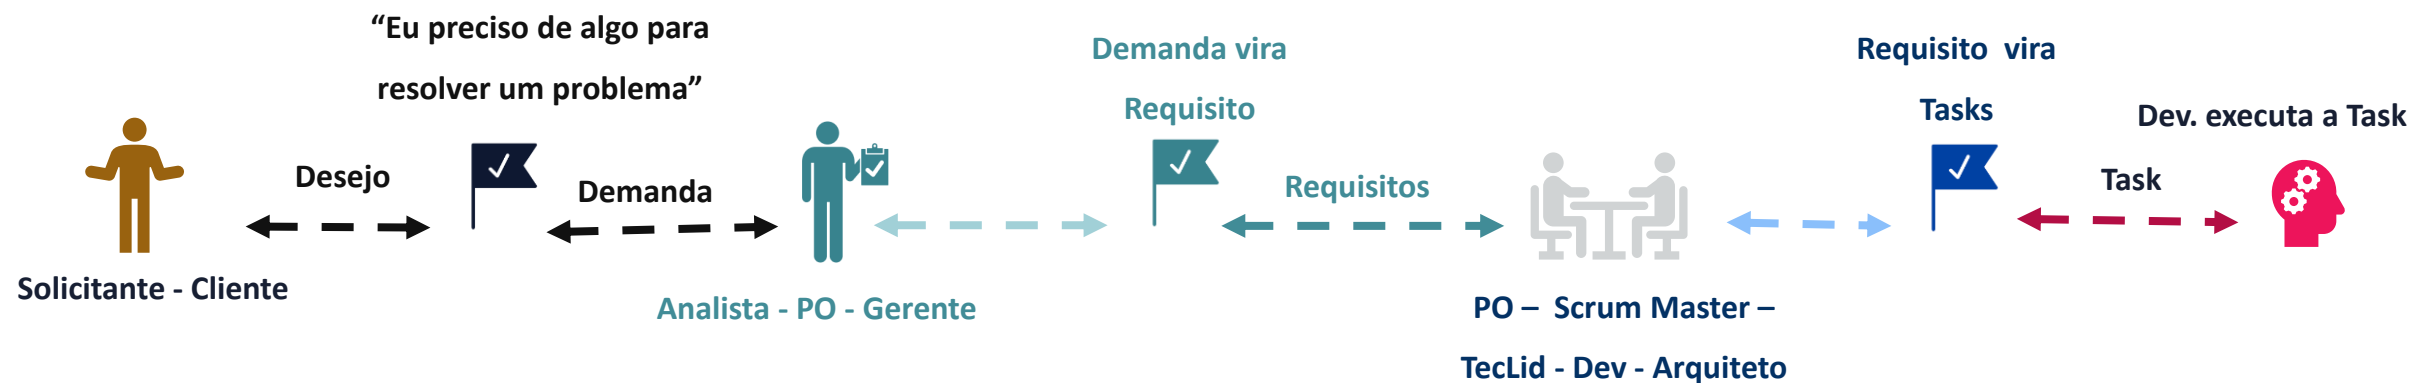 “Eu preciso de algo para
resolver um problema”
Demanda vira
Requisito
Requisito vira
Tasks
Dev. executa a Task
Desejo
Demanda
Requisitos
Task
Solicitante - Cliente
Analista - PO - Gerente
PO – Scrum Master –
TecLid - Dev - Arquiteto